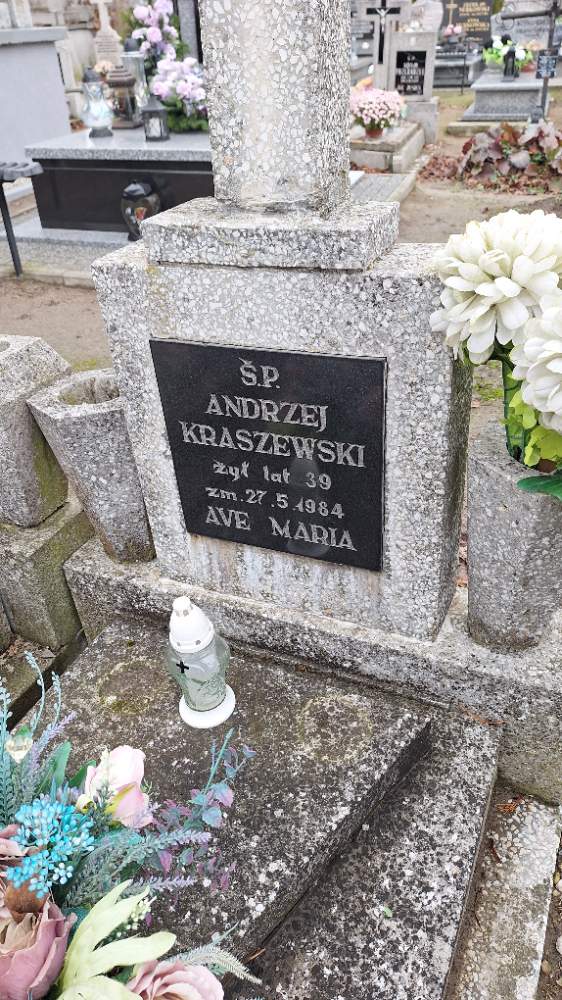 Š.P.
ANDRZEJ
KRASZEWSKI
żył lat 39
zm. 27.5.1984
AVE MARIA